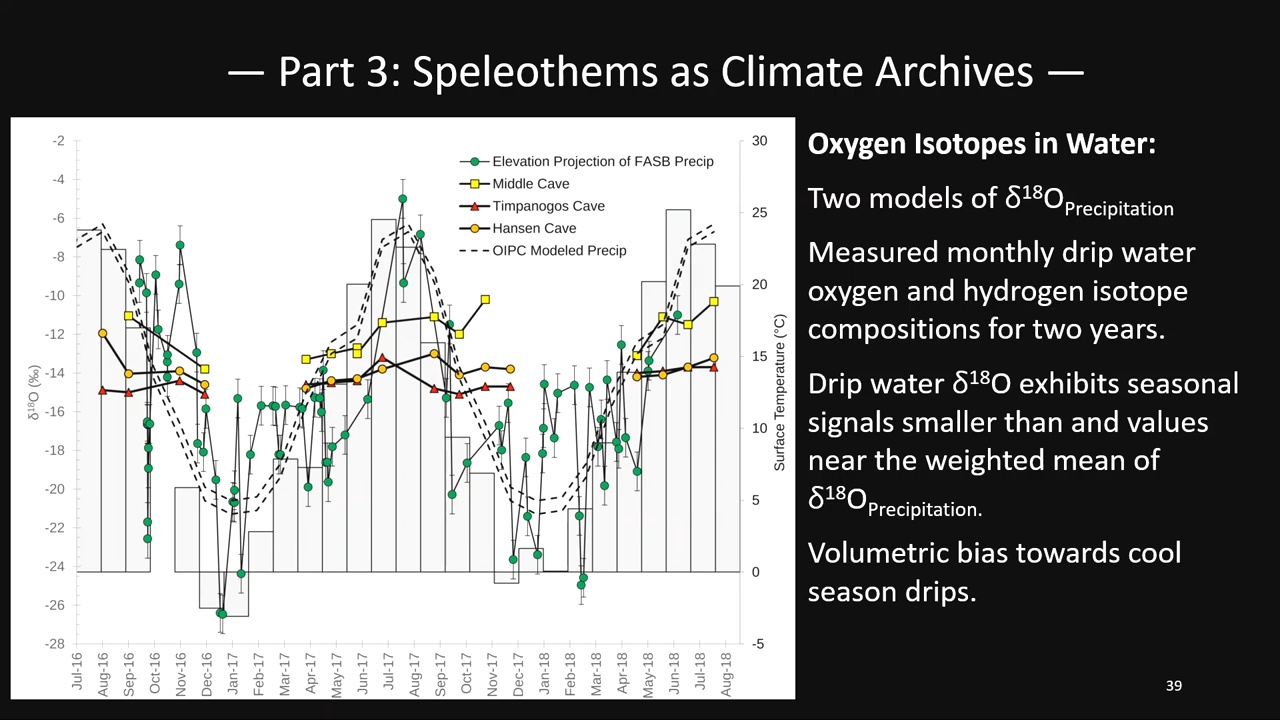 — Part 3: Speleothems as Climate Archives —
-2
-4
-6
-8
-10
-12
-14
-16
-18
-20
-22
-24
-26
-28
δ¹⁸O (‰)
Elevation Projection of FASB Precip
Middle Cave
Timpanogos Cave
Hansen Cave
OIPC Modeled Precip
30
25
20
15
10
5
0
-5
Surface Temperature (°C)
Jul-16
Aug-16
Sep-16
Oct-16
Nov-16
Dec-16
Jan-17
Feb-17
Mar-17
Apr-17
May-17
Jun-17
Jul-17
Aug-17
Sep-17
Oct-17
Nov-17
Dec-17
Jan-18
Feb-18
Mar-18
Apr-18
May-18
Jun-18
Jul-18
Aug-18
Oxygen Isotopes in Water:
Two models of δ¹⁸OPrecipitation
Measured monthly drip water
oxygen and hydrogen isotope
compositions for two years.
Drip water δ¹⁸O exhibits seasonal
signals smaller than and values
near the weighted mean of
δ¹⁸OPrecipitation.
Volumetric bias towards cool
season drips.
39